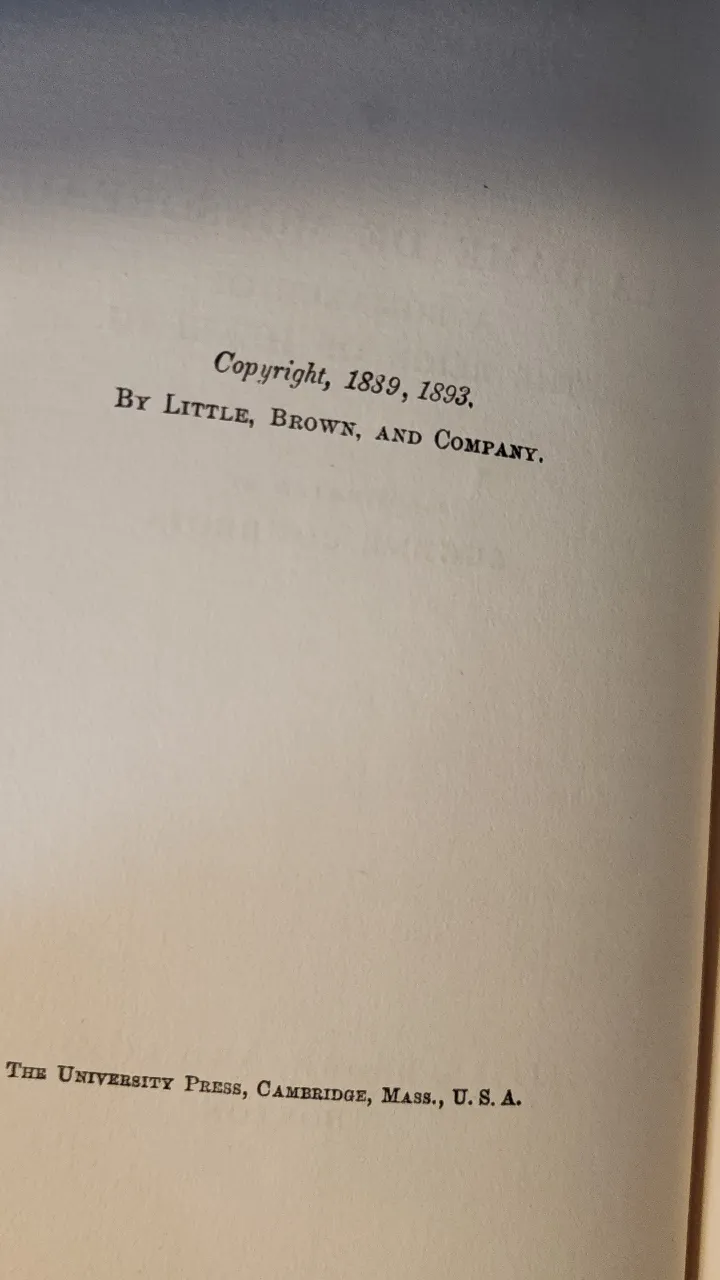 Copyright, 1889, 1893.
By Little, Brown, and Company.
The University Press, Cambridge, Mass., U. S. A.